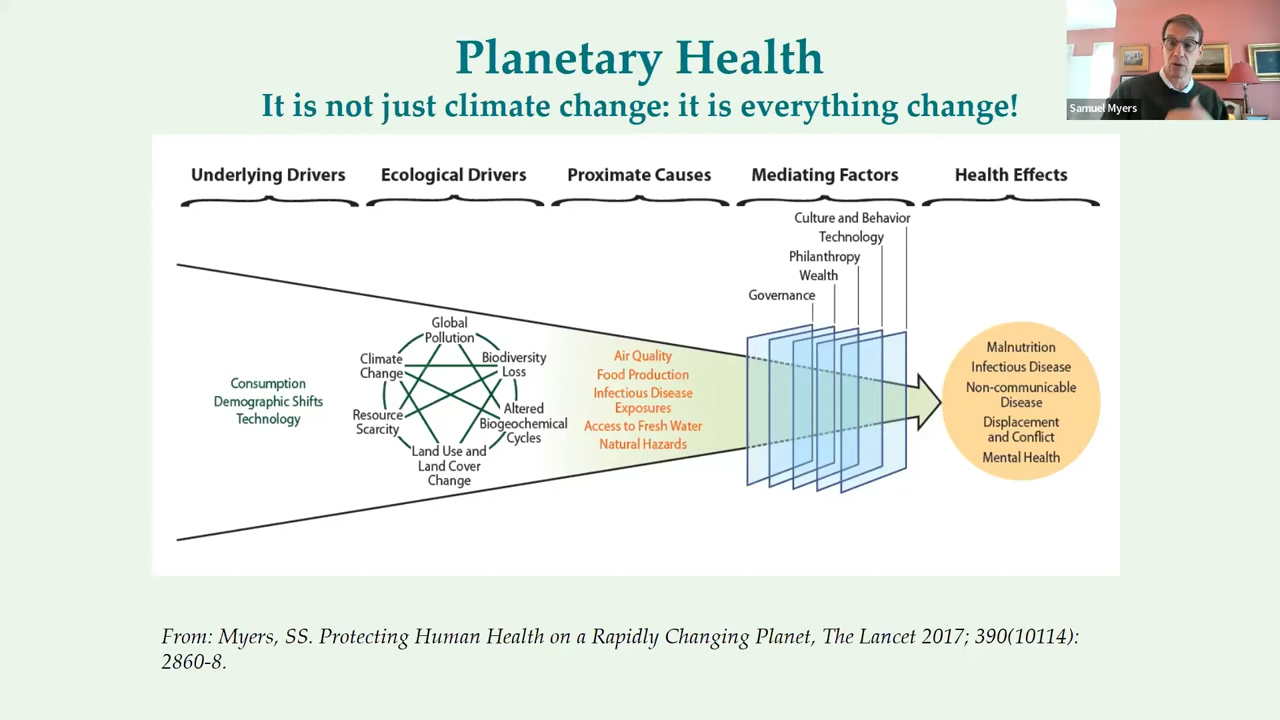 Planetary Health
It is not just climate change: it is everything change!
Samuel Myers
Underlying Drivers
Ecological Drivers
Proximate Causes
Mediating Factors
Health Effects
Culture and Behavior
Technology
Philanthropy
Wealth
Governance
Consumption
Demographic Shifts
Technology
Global
Pollution
Climate
Change
Biodiversity
Loss
Resource
Scarcity
Altered
Biogeochemical
Cycles
Land Use and
Land Cover
Change
Air Quality
Food Production
Infectious Disease
Exposures
Access to Fresh Water
Natural Hazards
Malnutrition
Infectious Disease
Non-communicable
Disease
Displacement
and Conflict
Mental Health
From: Myers, SS. Protecting Human Health on a Rapidly Changing Planet, The Lancet 2017; 390(10114):
2860-8.